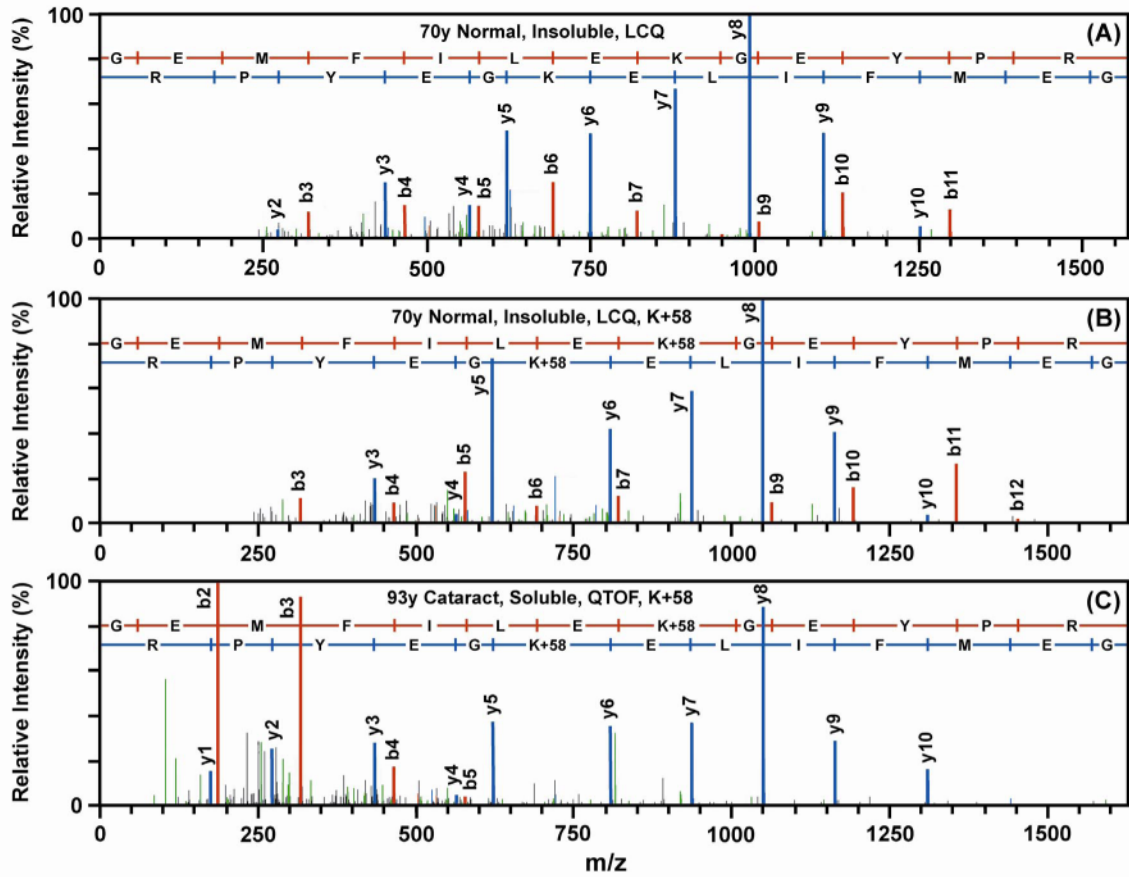 Relative Intensity (%)
100
0
70y Normal, Insoluble, LCQ
(A)
G E M F I L E K G E Y P R
R P Y E G K E L I F M E G
y2 b3 y3 b4 y4 b5 y5 b6 y6 b7 y7 y8 b9 y9 b10 y10 b11
0 250 500 750 1000 1250 1500
Relative Intensity (%)
100
0
70y Normal, Insoluble, LCQ, K+58
(B)
G E M F I L E K+58 G E Y P R
R P Y E G K+58 E L I F M E G
b3 y3 b4 y4 b5 y5 b6 y6 b7 y7 y8 b9 y9 b10 y10 b11 b12
0 250 500 750 1000 1250 1500
Relative Intensity (%)
100
0
93y Cataract, Soluble, QTOF, K+58
(C)
G E M F I L E K+58 G E Y P R
R P Y E G K+58 E L I F M E G
y1 b2 y2 b3 y3 b4 y4 b5 y5 y6 y7 y8 y9 y10
0 250 500 750 1000 1250 1500
m/z